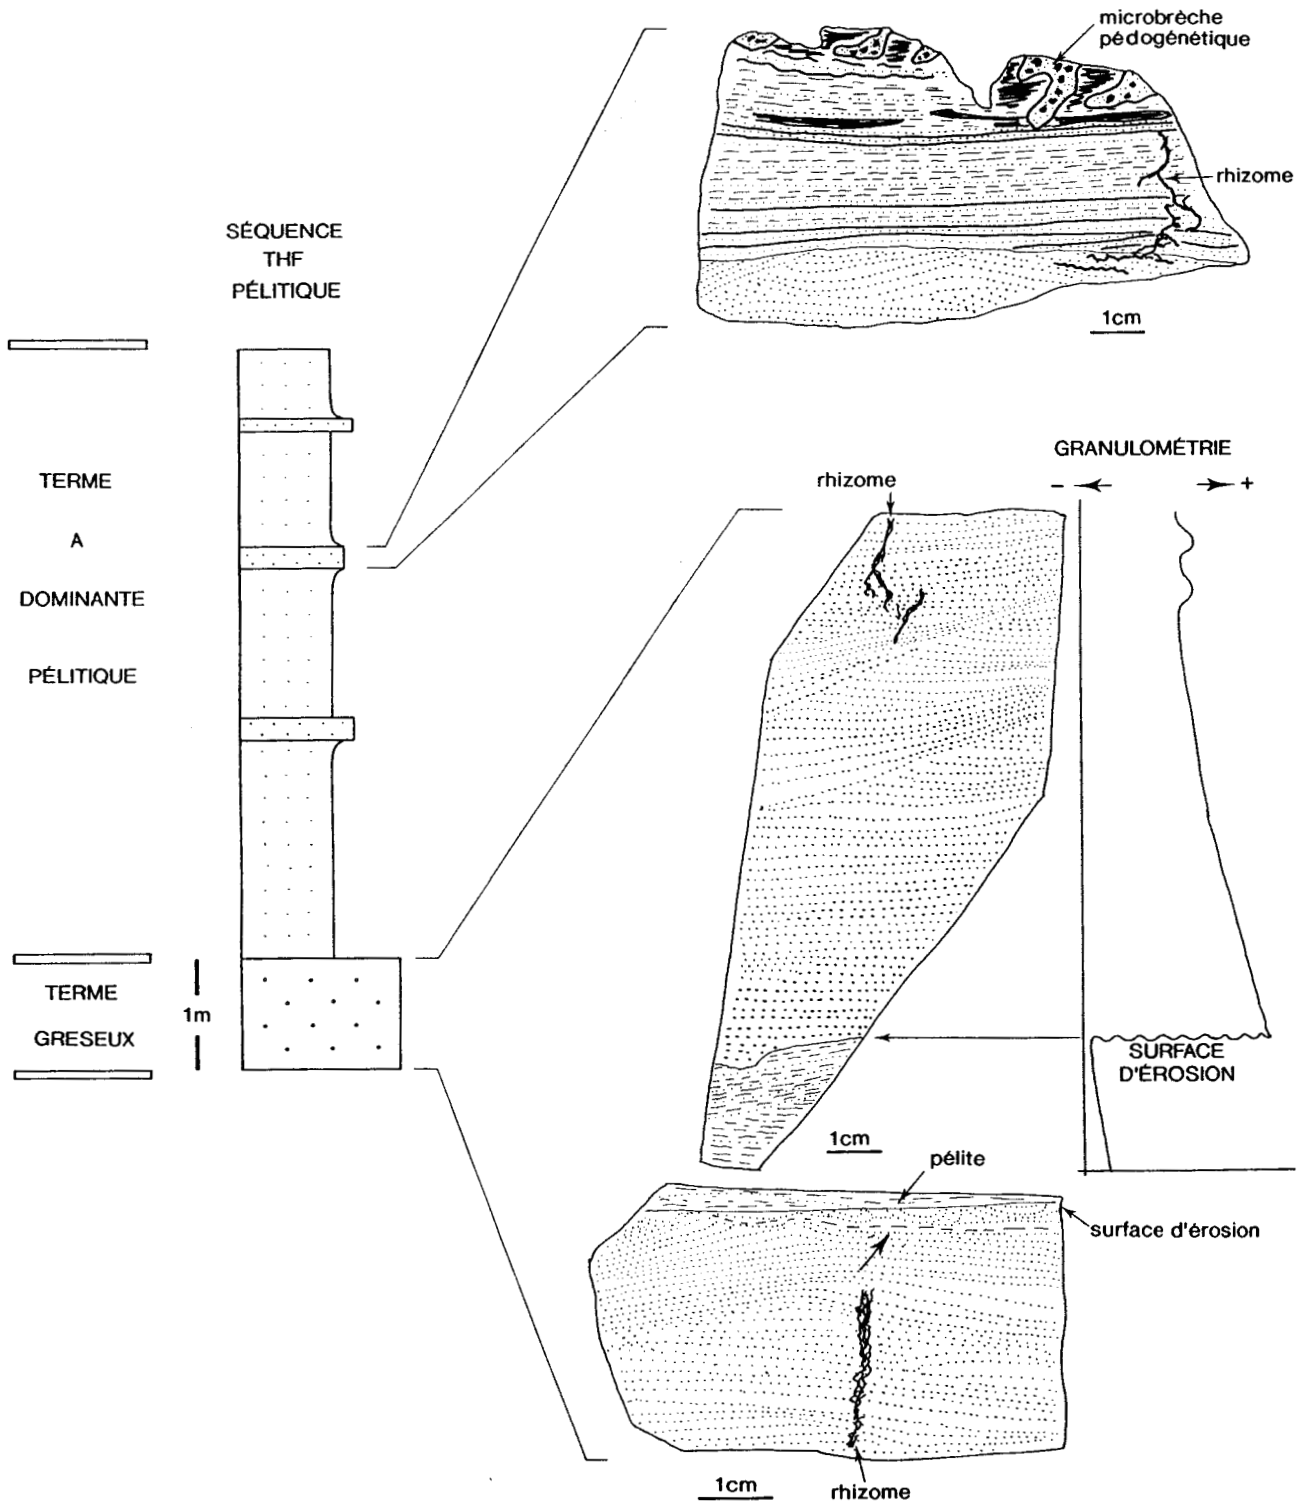 microbrèche
pédogénétique
rhizome
1cm
SÉQUENCE
THF
PÉLITIQUE
TERME
A
DOMINANTE
PÉLITIQUE
TERME
GRESEUX
1m
GRANULOMÉTRIE
- +
rhizome
SURFACE
D'ÉROSION
1cm
pélite
surface d'érosion
1cm
rhizome